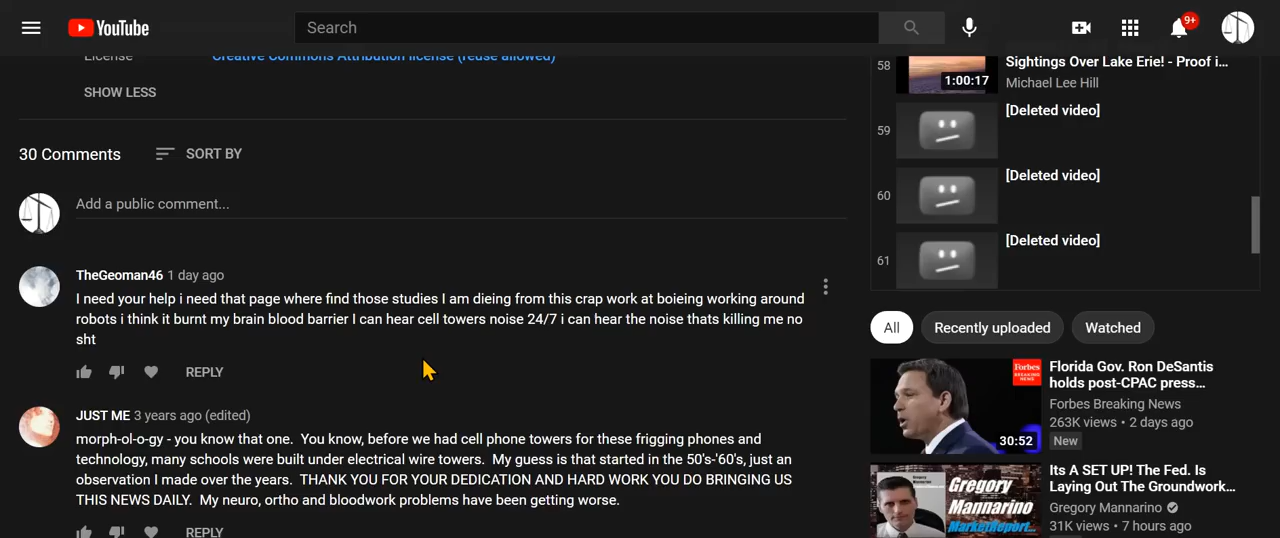 YouTube
Search
9+
License Creative Commons Attribution license (reuse allowed)
SHOW LESS
30 Comments SORT BY
Add a public comment...
TheGeoman46 1 day ago
I need your help i need that page where find those studies I am dieing from this crap work at boieing working around
robots i think it burnt my brain blood barrier I can hear cell towers noise 24/7 i can hear the noise thats killing me no
sht
REPLY
JUST ME 3 years ago (edited)
morph-ol-o-gy - you know that one. You know, before we had cell phone towers for these frigging phones and
technology, many schools were built under electrical wire towers. My guess is that started in the 50's-'60's, just an
observation I made over the years. THANK YOU FOR YOUR DEDICATION AND HARD WORK YOU DO BRINGING US
THIS NEWS DAILY. My neuro, ortho and bloodwork problems have been getting worse.
REPLY
58
1:00:17
Sightings Over Lake Erie! - Proof i...
Michael Lee Hill
59
[Deleted video]
60
[Deleted video]
61
[Deleted video]
All Recently uploaded Watched
FORBES BREAKING NEWS
30:52
Florida Gov. Ron DeSantis
holds post-CPAC press...
Forbes Breaking News
263K views • 2 days ago
New
Gregory
Mannarino
MarketReport...
Its A SET UP! The Fed. Is
Laying Out The Groundwork...
Gregory Mannarino
31K views • 7 hours ago